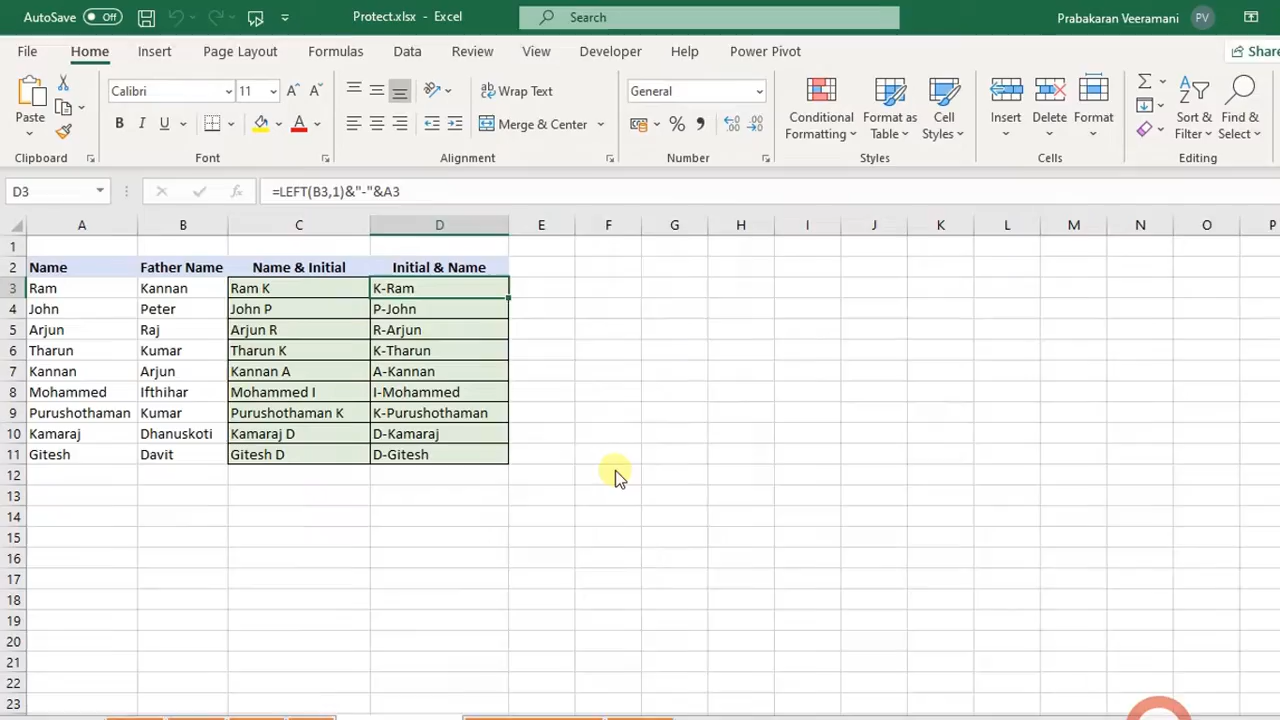 AutoSave Off Protect.xlsx - Excel Search Prabakaran Veeramani PV
File Home Insert Page Layout Formulas Data Review View Developer Help Power Pivot Share
Calibri 11 Wrap Text General
Paste B I U Merge & Center % Conditional Formatting Format as Table Cell Styles Insert Delete Format Sort & Filter Find & Select
Clipboard Font Alignment Number Styles Cells Editing
D3 fx =LEFT(B3,1)&"-"&A3
A B C D E F G H I J K L M N O P
1
2 Name Father Name Name & Initial Initial & Name
3 Ram Kannan Ram K K-Ram
4 John Peter John P P-John
5 Arjun Raj Arjun R R-Arjun
6 Tharun Kumar Tharun K K-Tharun
7 Kannan Arjun Kannan A A-Kannan
8 Mohammed Ifthihar Mohammed I I-Mohammed
9 Purushothaman Kumar Purushothaman K K-Purushothaman
10 Kamaraj Dhanuskoti Kamaraj D D-Kamaraj
11 Gitesh Davit Gitesh D D-Gitesh
12
13
14
15
16
17
18
19
20
21
22
23